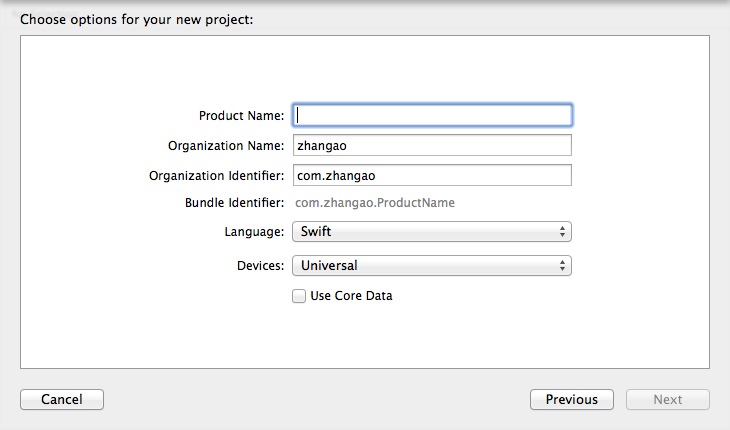 Choose options for your new project:
Product Name:
Organization Name: zhangao
Organization Identifier: com.zhangao
Bundle Identifier: com.zhangao.ProductName
Language: Swift
Devices: Universal
Use Core Data
Cancel Previous Next